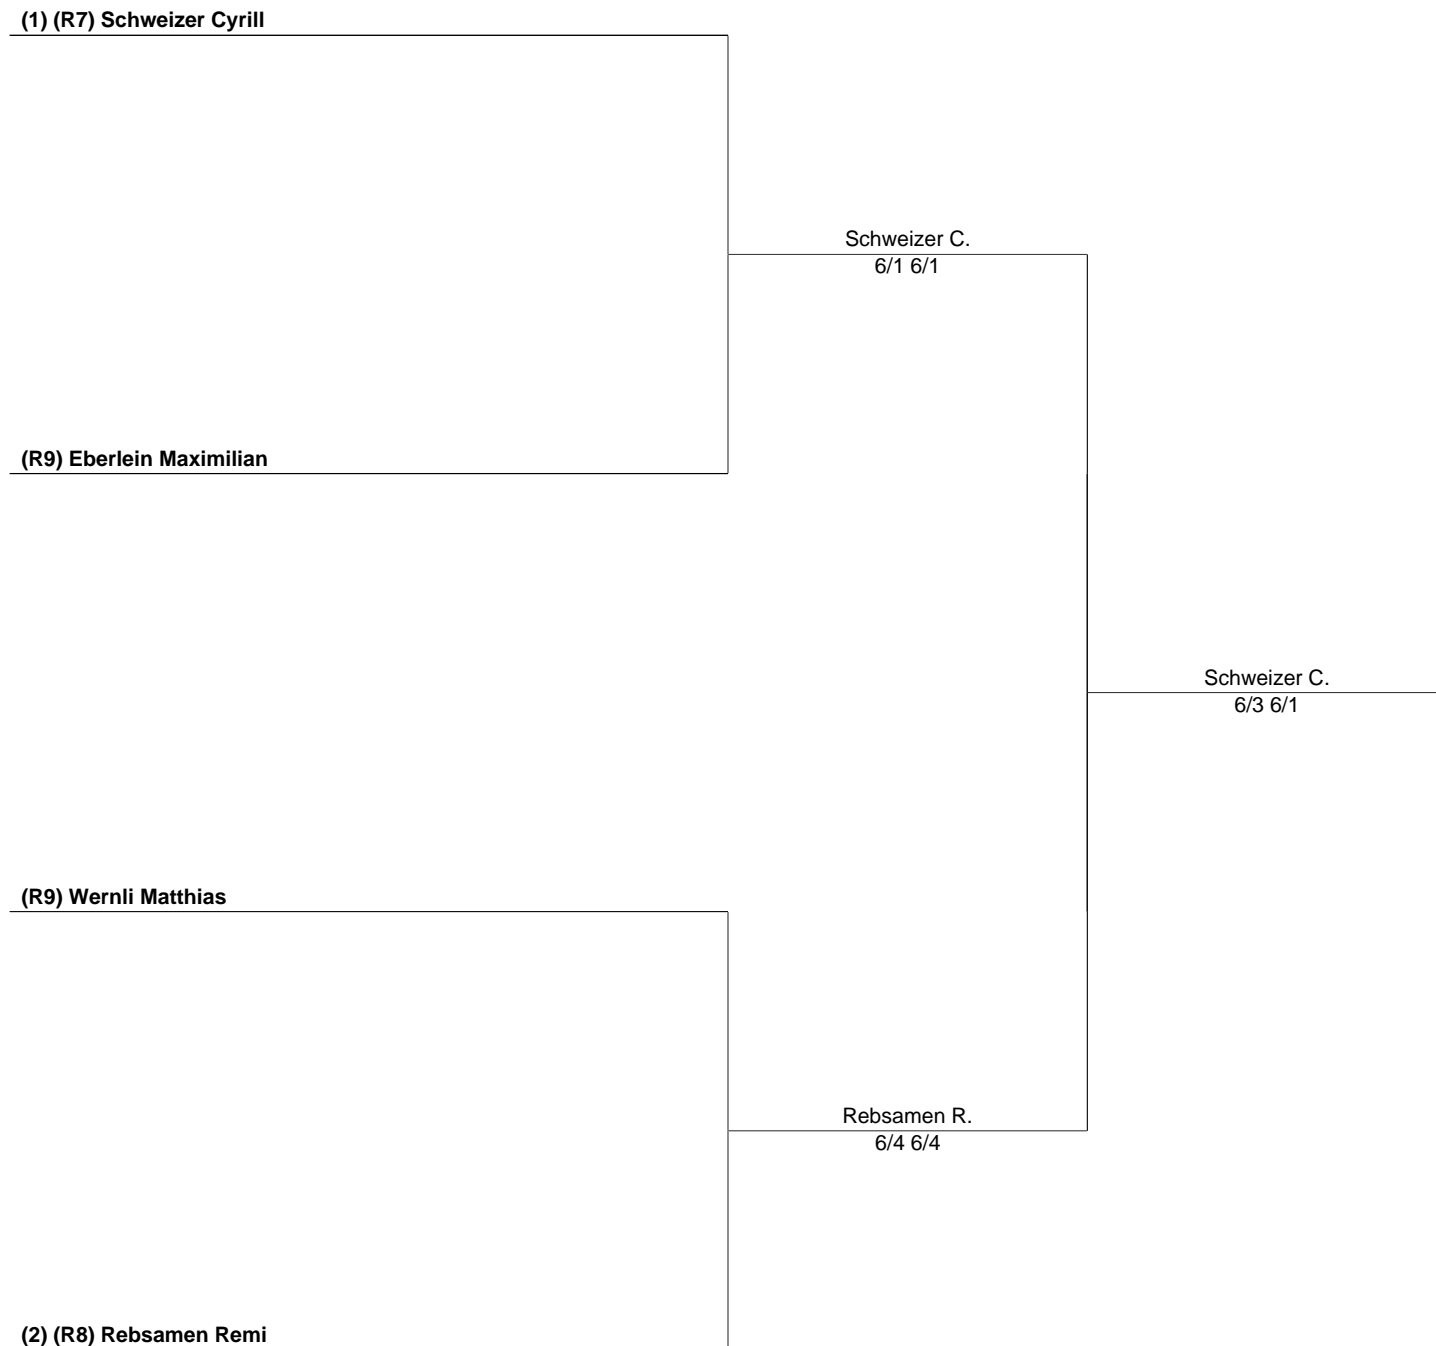 (1) (R7) Schweizer Cyrill
Schweizer C.
6/1 6/1
(R9) Eberlein Maximilian
Schweizer C.
6/3 6/1
(R9) Wernli Matthias
Rebsamen R.
6/4 6/4
(2) (R8) Rebsamen Remi